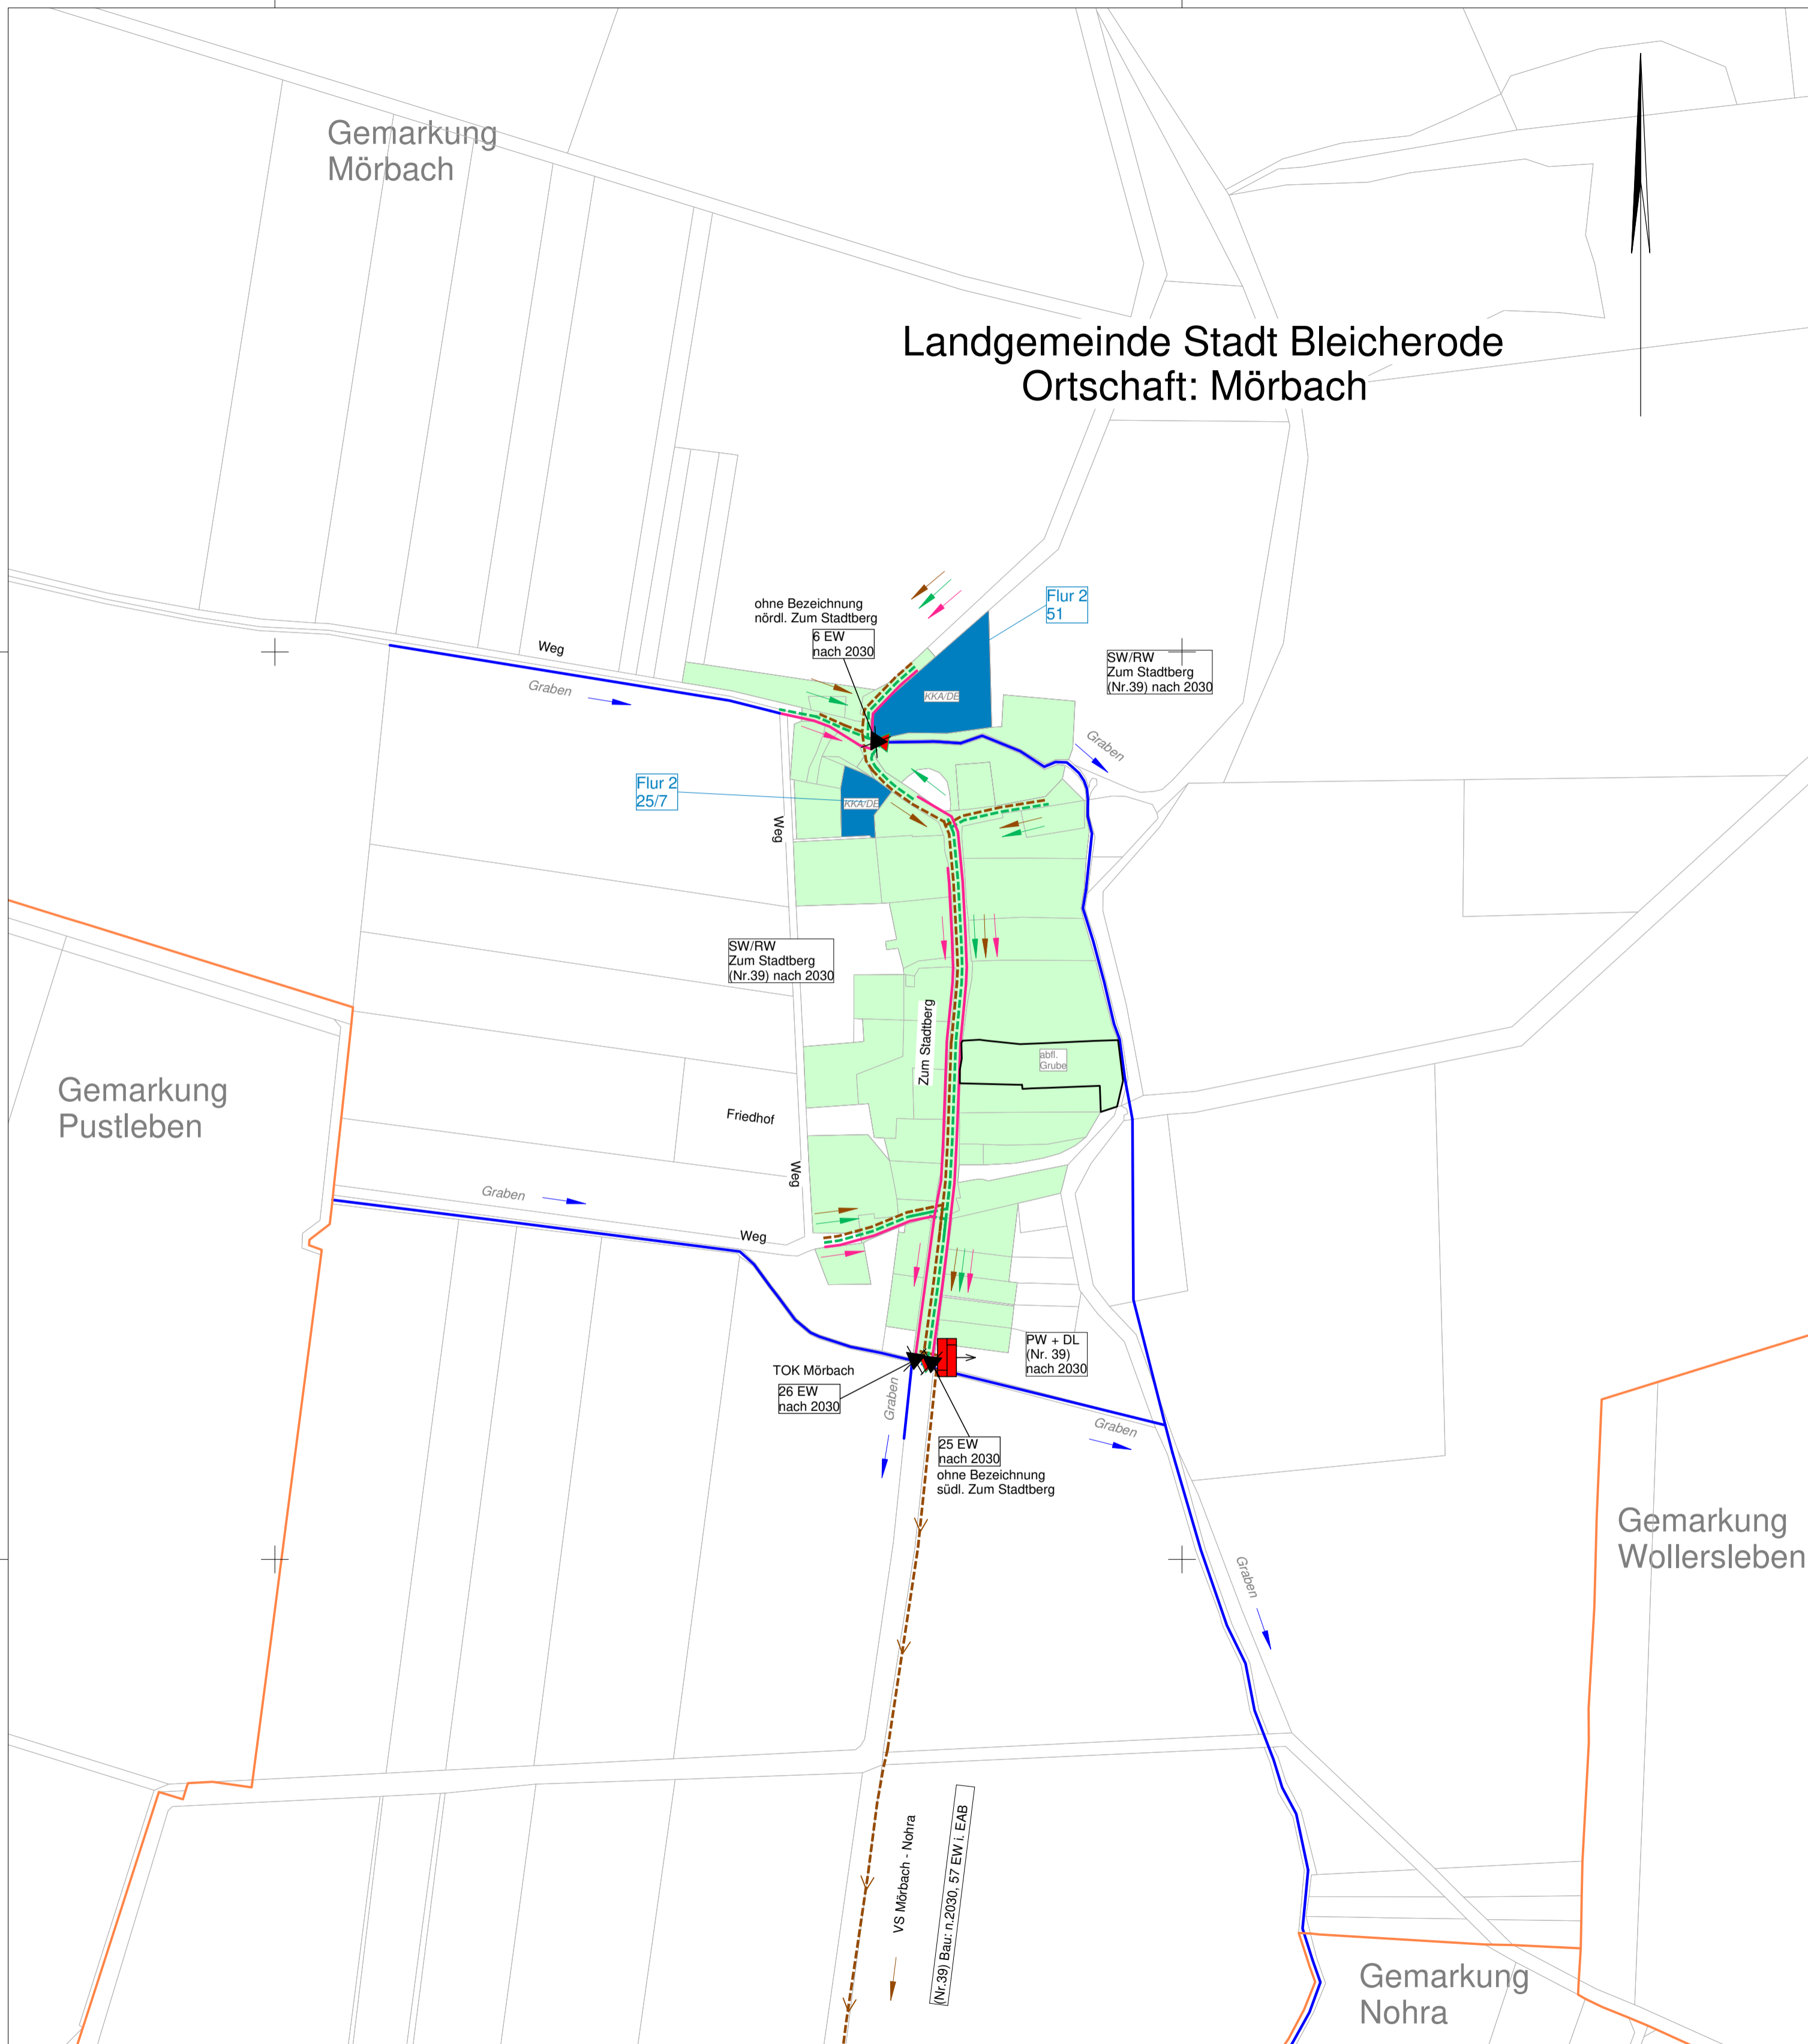 Gemarkung
Mörbach
Landgemeinde Stadt Bleicherode
Ortschaft: Mörbach
ohne Bezeichnung
nördl. Zum Stadtberg
6 EW
nach 2030
Flur 2
51
Weg
Graben
SW/RW
Zum Stadtberg
(Nr.39) nach 2030
KKA/DE
Graben
Flur 2
25/7
KKA/DE
Weg
SW/RW
Zum Stadtberg
(Nr.39) nach 2030
Zum Stadtberg
abfl.
Grube
Gemarkung
Pustleben
Friedhof
Weg
Graben
Weg
PW + DL
(Nr. 39)
nach 2030
TOK Mörbach
26 EW
nach 2030
Graben
25 EW
nach 2030
ohne Bezeichnung
südl. Zum Stadtberg
Graben
Gemarkung
Wollersleben
Graben
VS Mörbach - Nohra
(Nr.39) Bau: n.2030, 57 EW i. EAB
Gemarkung
Nohra